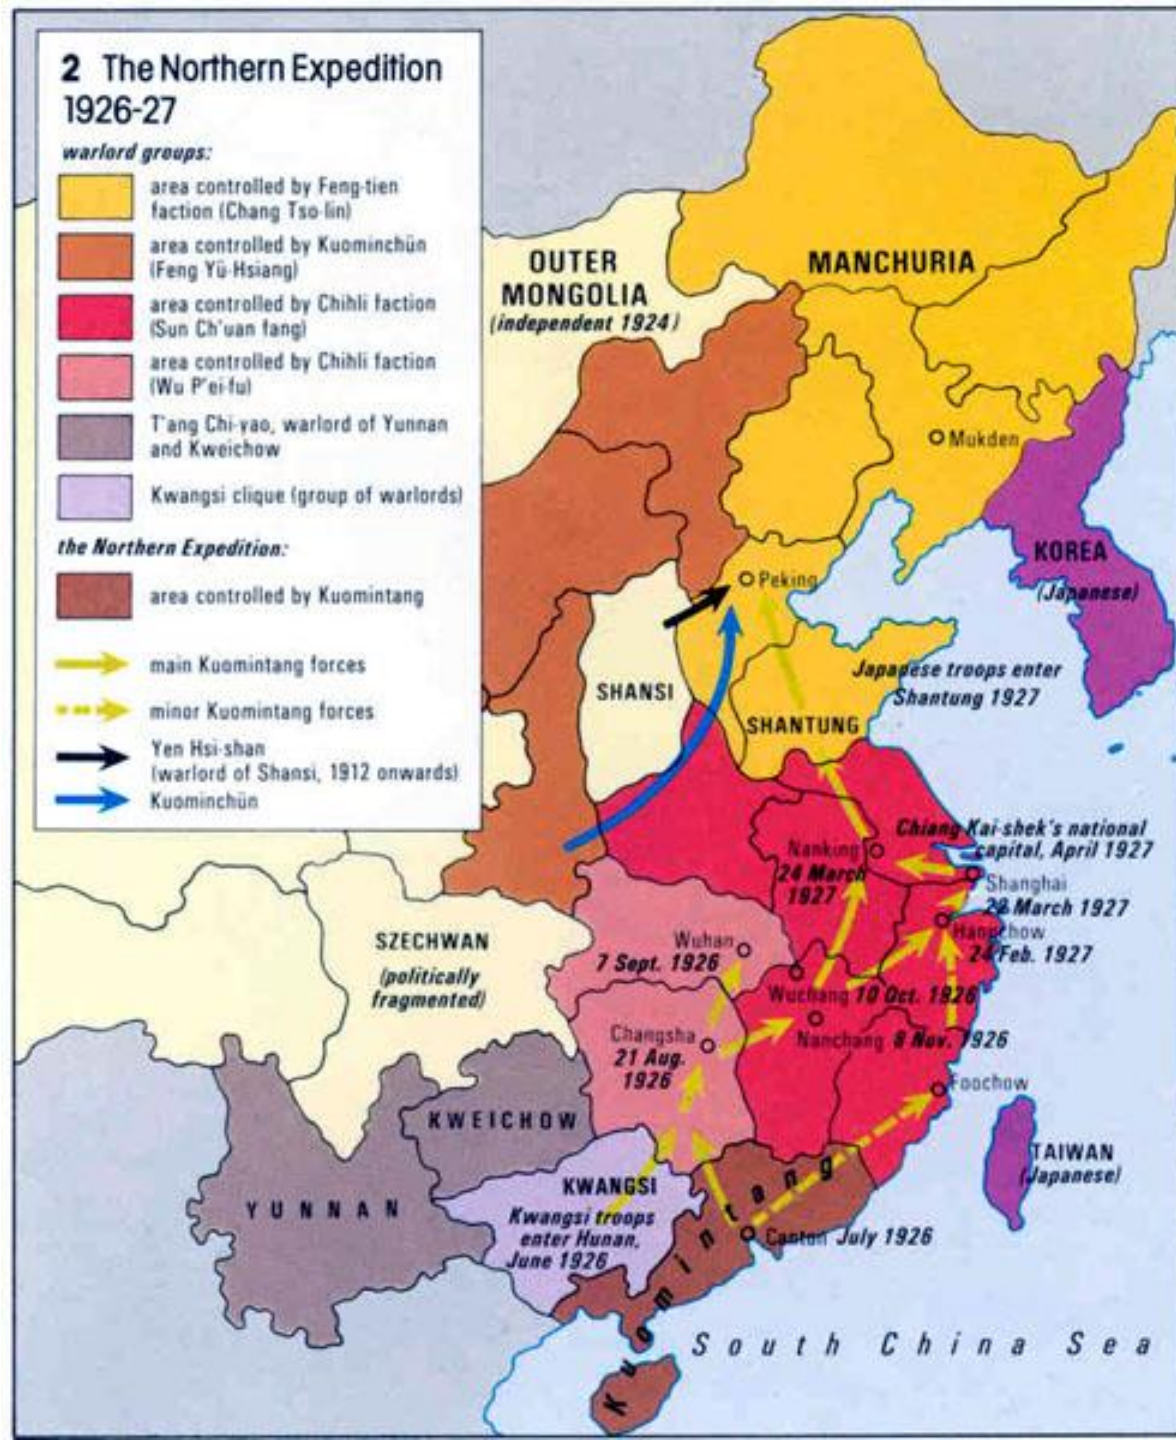 2 The Northern Expedition
1926-27
warlord groups:
area controlled by Feng-tien
faction (Chang Tso-lin)
area controlled by Kuominchün
(Feng Yü-Hsiang)
area controlled by Chihli faction
(Sun Ch'uan fang)
area controlled by Chihli faction
(Wu P'ei-fu)
T'ang Chi-yao, warlord of Yunnan
and Kweichow
Kwangsi clique (group of warlords)
the Northern Expedition:
area controlled by Kuomintang
main Kuomintang forces
minor Kuomintang forces
Yen Hsi-shan
(warlord of Shansi, 1912 onwards)
Kuominchün
OUTER
MONGOLIA
(independent 1924)
MANCHURIA
Mukden
KOREA
(Japanese)
Peking
SHANSI
Japanese troops enter
Shantung 1927
SHANTUNG
Chiang Kai-shek's national
capital, April 1927
Nanking
24 March
1927
Shanghai
22 March 1927
Hangchow
24 Feb. 1927
SZECHWAN
(politically
fragmented)
Wuhan
7 Sept. 1926
Wuchang 10 Oct. 1926
Changsha
21 Aug.
1926
Nanchang 8 Nov. 1926
Foochow
KWEICHOW
YUNNAN
KWANGSI
Kwangsi troops
enter Hunan,
June 1926
TAIWAN
(Japanese)
Canton July 1926
Kuomintang
South China Sea